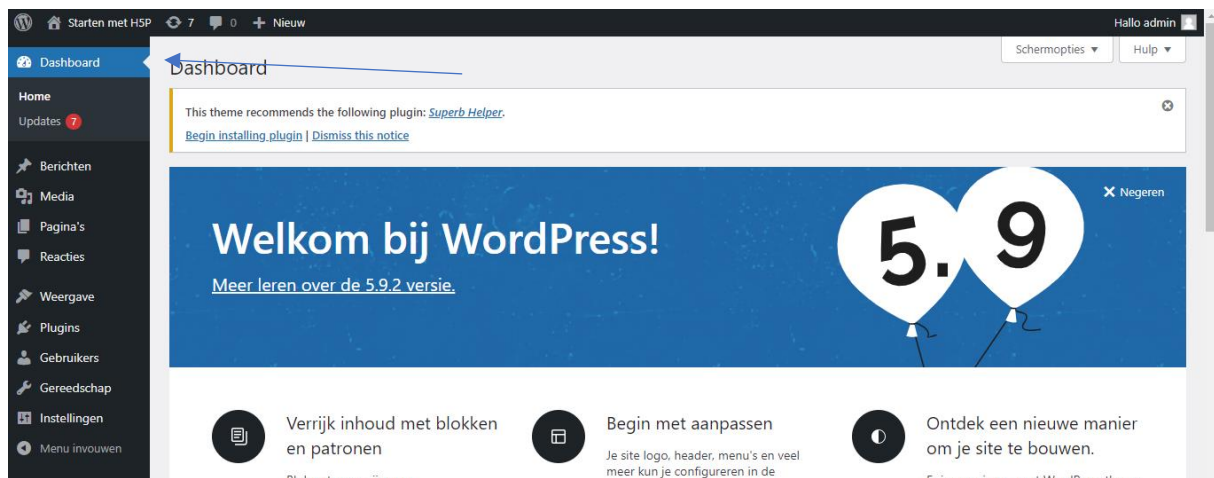 Starten met H5P 7 0 + Nieuw Hallo admin
Dashboard
Home
Updates 7
Berichten
Media
Pagina's
Reacties
Weergave
Plugins
Gebruikers
Gereedschap
Instellingen
Menu invouwen
Schermopties ▼ Hulp ▼
Dashboard
This theme recommends the following plugin: Superb Helper.
Begin installing plugin | Dismiss this notice
Negeren
Welkom bij WordPress!
Meer leren over de 5.9.2 versie.
5.9
Verrijk inhoud met blokken
en patronen
Begin met aanpassen
Je site logo, header, menu's en veel
meer kun je configureren in de
Ontdek een nieuwe manier
om je site te bouwen.